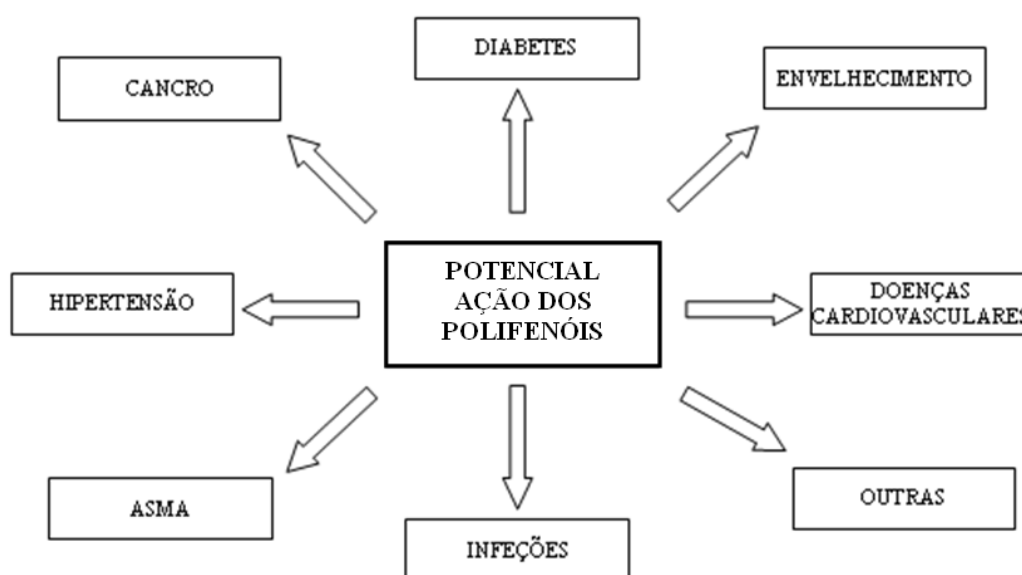 DIABETES
CANCRO
ENVELHECIMENTO
POTENCIAL
AÇÃO DOS
POLIFENÓIS
HIPERTENSÃO
DOENÇAS
CARDIOVASCULARES
ASMA
OUTRAS
INFEÇÕES